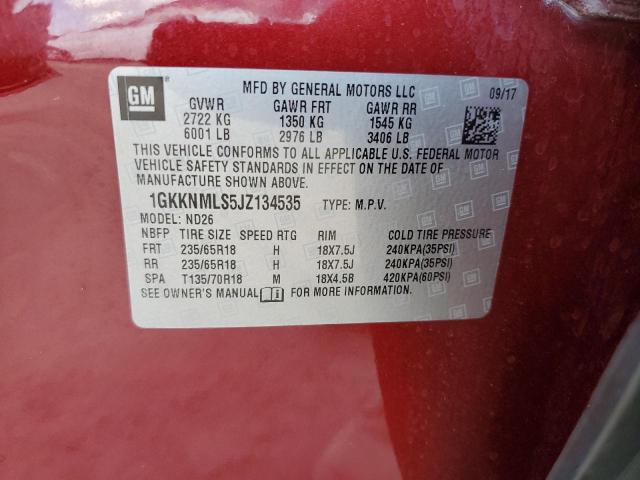 GM
MFD BY GENERAL MOTORS LLC 09/17
GVWR GAWR FRT GAWR RR
2722 KG 1350 KG 1545 KG
6001 LB 2976 LB 3406 LB
THIS VEHICLE CONFORMS TO ALL APPLICABLE U.S. FEDERAL MOTOR
VEHICLE SAFETY STANDARDS IN EFFECT ON THE DATE OF
MANUFACTURE SHOWN ABOVE.
1GKKNMLS5JZ134535 TYPE: M.P.V.
MODEL: ND26
NBFP TIRE SIZE SPEED RTG RIM COLD TIRE PRESSURE
FRT 235/65R18 H 18X7.5J 240KPA(35PSI)
RR 235/65R18 H 18X7.5J 240KPA(35PSI)
SPA T135/70R18 M 18X4.5B 420KPA(60PSI)
SEE OWNER'S MANUAL FOR MORE INFORMATION.